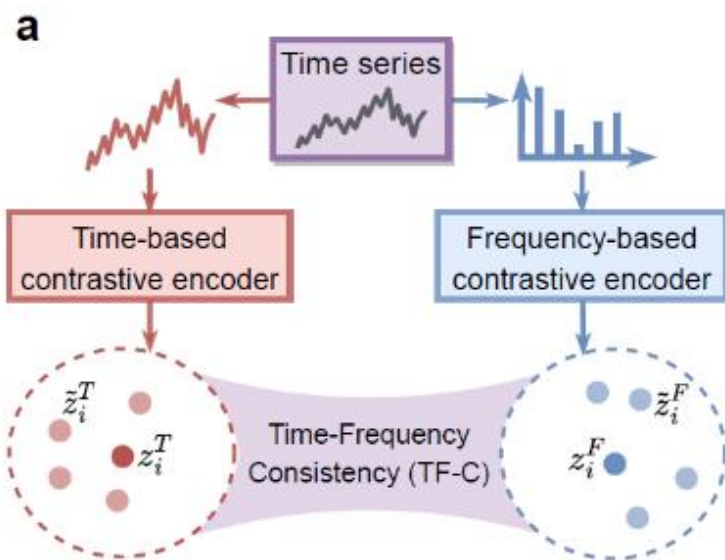 a
Time series
Time-based
contrastive encoder
Frequency-based
contrastive encoder
z̃ᵢᵀ
zᵢᵀ
Time-Frequency
Consistency (TF-C)
z̃ᵢF
zᵢF